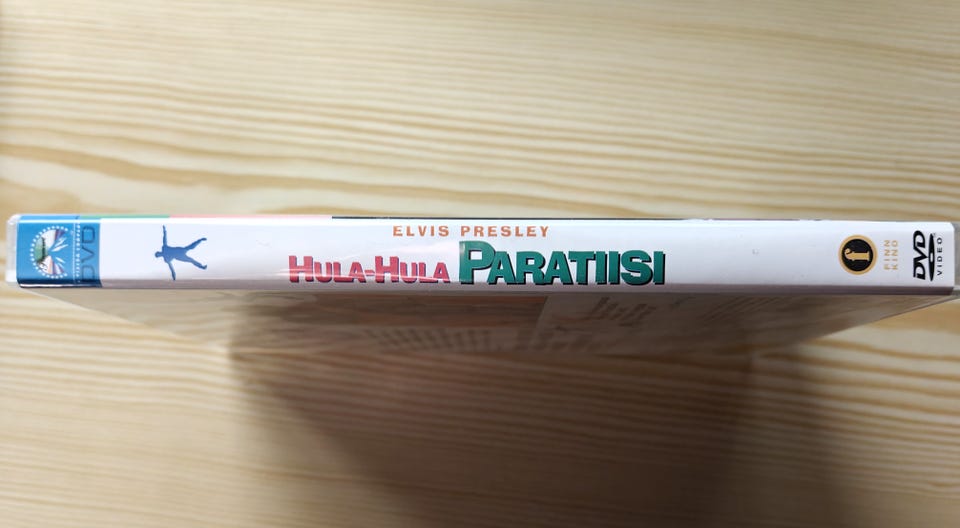 DVD
ELVIS PRESLEY
HULA-HULA PARATIISI
FINN
KINO
DVD
VIDEO